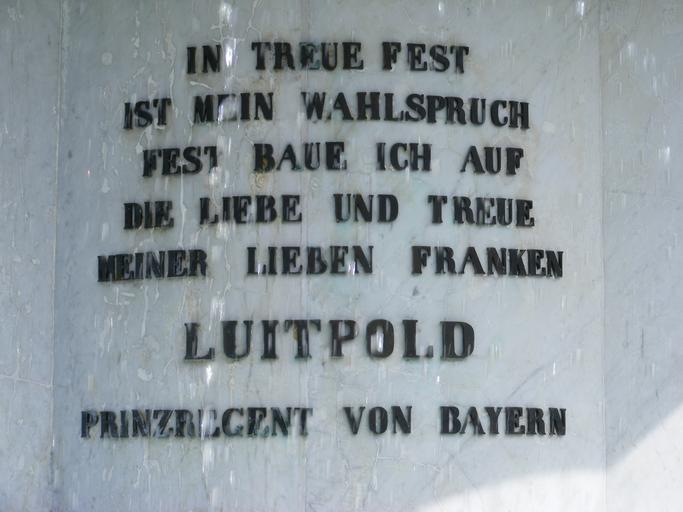 IN TREUE FEST
IST MEIN WAHLSPRUCH
FEST BAUE ICH AUF
DIE LIEBE UND TREUE
MEINER LIEBEN FRANKEN
LUITPOLD
PRINZREGENT VON BAYERN